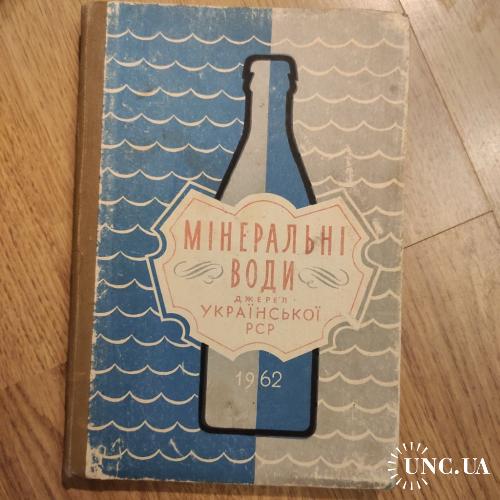 МІНЕРАЛЬНІ
ВОДИ
ДЖЕРЕЛ
УКРАЇНСЬКОЇ
РСР
1962
UNC.UA